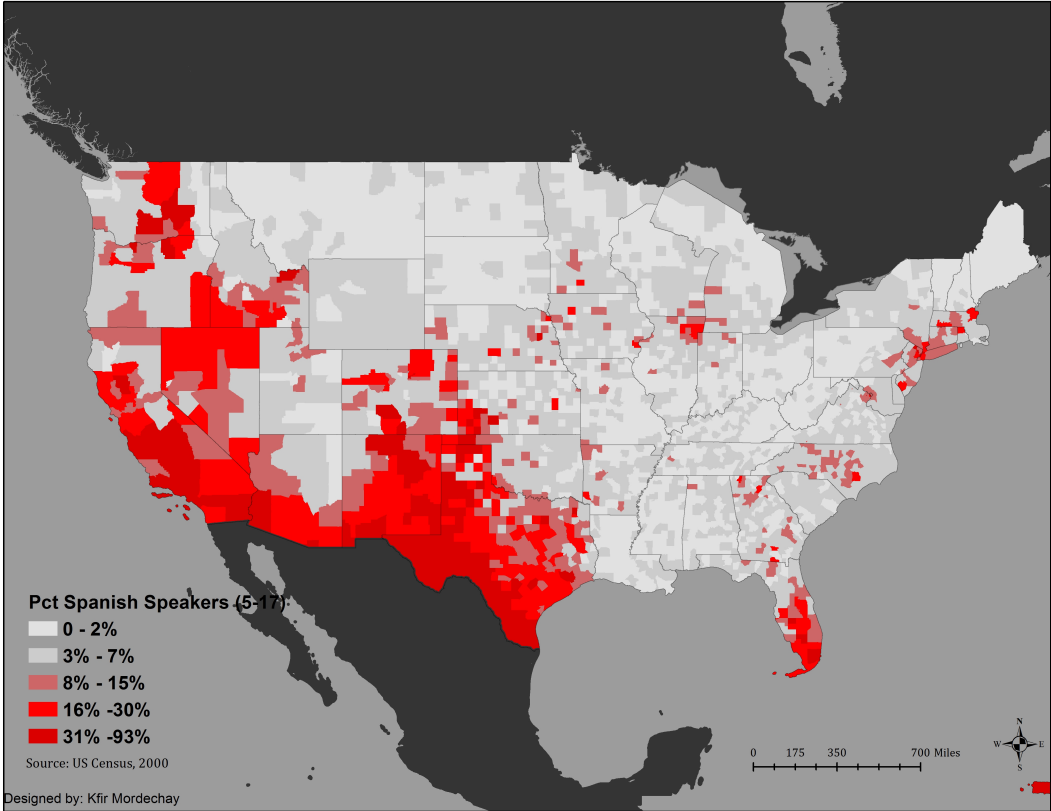 Pct Spanish Speakers (5-17)
0 - 2%
3% - 7%
8% - 15%
16% -30%
31% -93%
Source: US Census, 2000
Designed by: Kfir Mordechay
0 175 350 700 Miles
N
W E
S